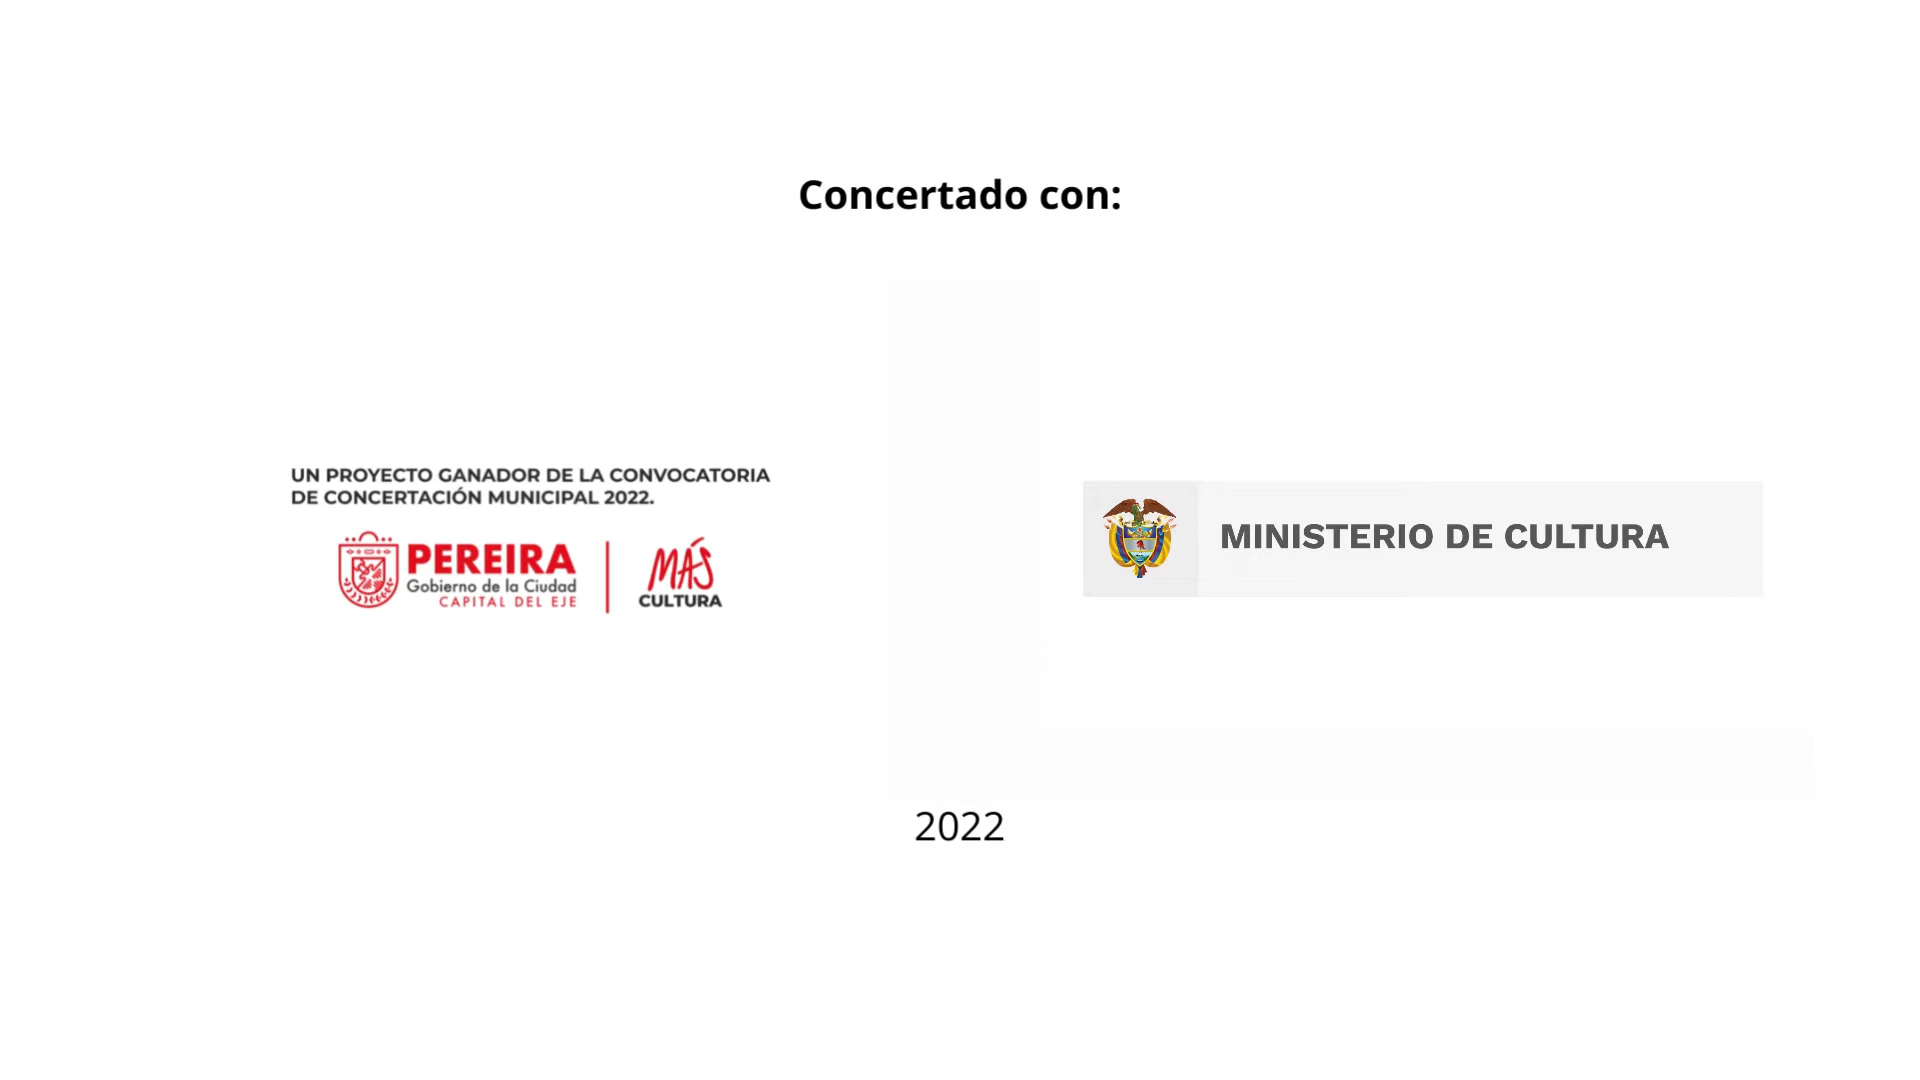 Concertado con:
UN PROYECTO GANADOR DE LA CONVOCATORIA
DE CONCERTACIÓN MUNICIPAL 2022.
PEREIRA
Gobierno de la Ciudad
CAPITAL DEL EJE
MÁS
CULTURA
MINISTERIO DE CULTURA
2022